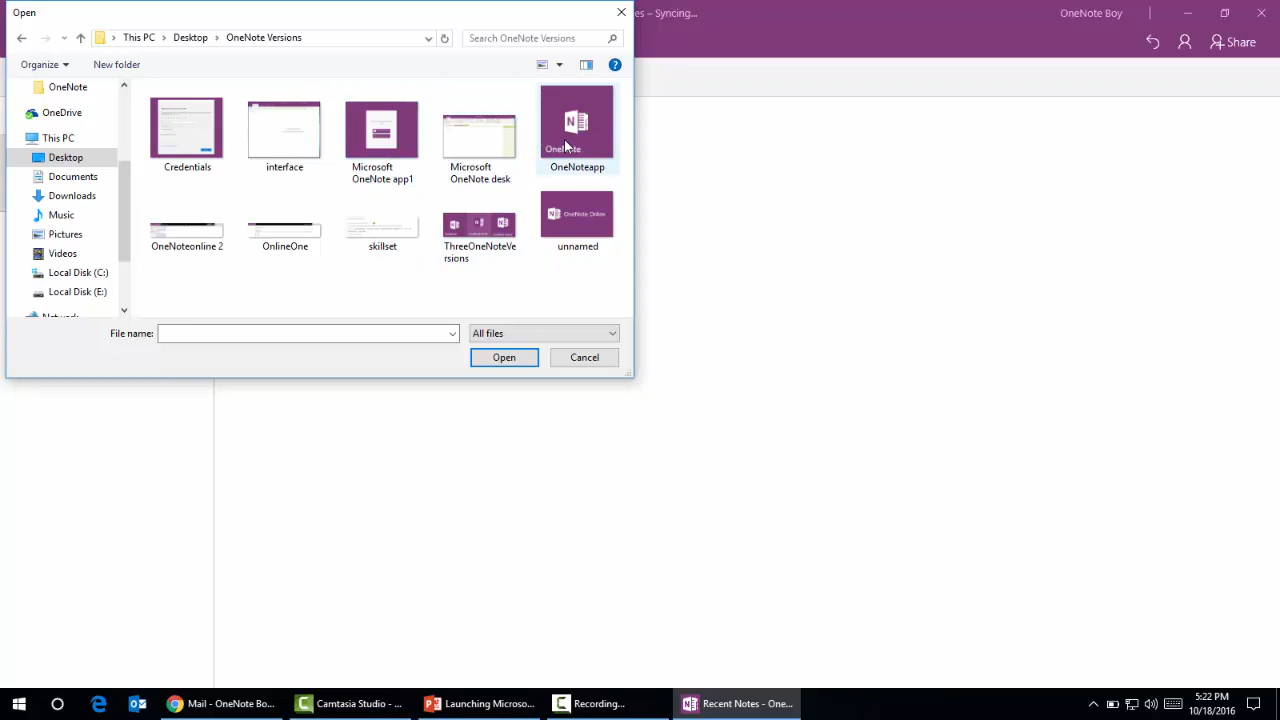 Open
es – Syncing...
OneNote Boy
This PC
Desktop
OneNote Versions
Search OneNote Versions
Share
Organize
New folder
OneNote
OneDrive
This PC
Desktop
Documents
Downloads
Music
Pictures
Videos
Local Disk (C:)
Local Disk (E:)
Network
Credentials
interface
Microsoft
OneNote app1
Microsoft
OneNote desk
OneNote
OneNoteapp
OneNoteonline 2
OnlineOne
skillset
ThreeOneNoteVe
rsions
OneNote Online
unnamed
File name:
All files
Open
Cancel
Mail - OneNote Bo...
Camtasia Studio - ...
Launching Microso...
Recording...
Recent Notes - One...
5:22 PM
10/18/2016